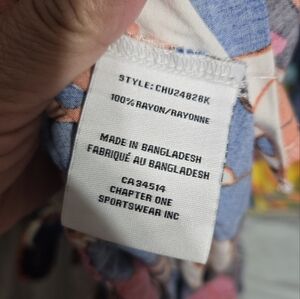 STYLE: CHU24828K
100% RAYON/RAYONNE
MADE IN BANGLADESH
FABRIQUÉ AU BANGLADESH
CA34514
CHAPTER ONE
SPORTSWEAR INC